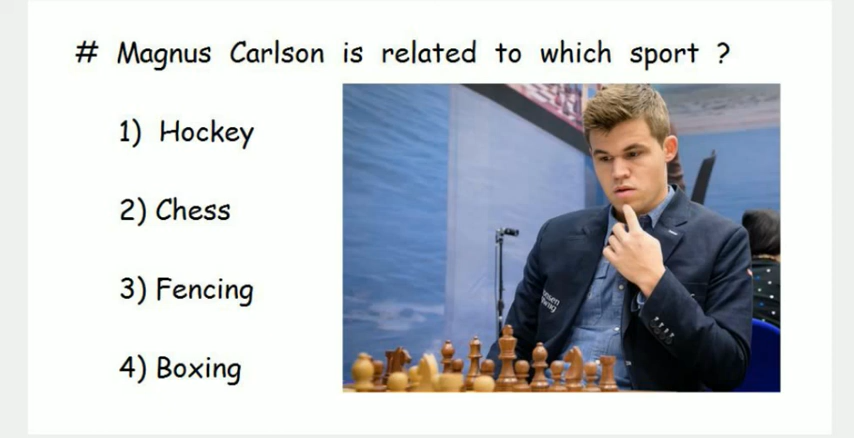 # Magnus Carlson is related to which sport ?
1) Hockey
2) Chess
3) Fencing
4) Boxing